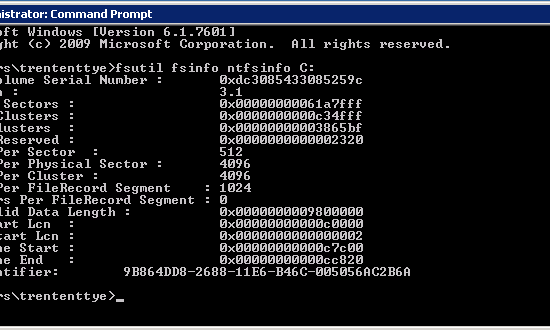 nistrator: Command Prompt
oft Windows [Version 6.1.7601]
ght (c) 2009 Microsoft Corporation.  All rights reserved.
rs\trententtye>fsutil fsinfo ntfsinfo C:
olume Serial Number :       0xdc3085433085259c
n :       3.1
Sectors :       0x00000000061a7fff
Clusters :       0x0000000000c34fff
lusters  :       0x00000000003865bf
Reserved :       0x0000000000002320
Per Sector  :       512
Per Physical Sector :       4096
Per Cluster :       4096
Per FileRecord Segment    : 1024
rs Per FileRecord Segment : 0
lid Data Length :       0x0000000009800000
art Lcn  :       0x00000000000c0000
tart Lcn :       0x0000000000000002
ne Start :       0x00000000000c7c00
ne End   :       0x00000000000cc820
ntifier:       9B864DD8-2688-11E6-B46C-005056AC2B6A
rs\trententtye>_